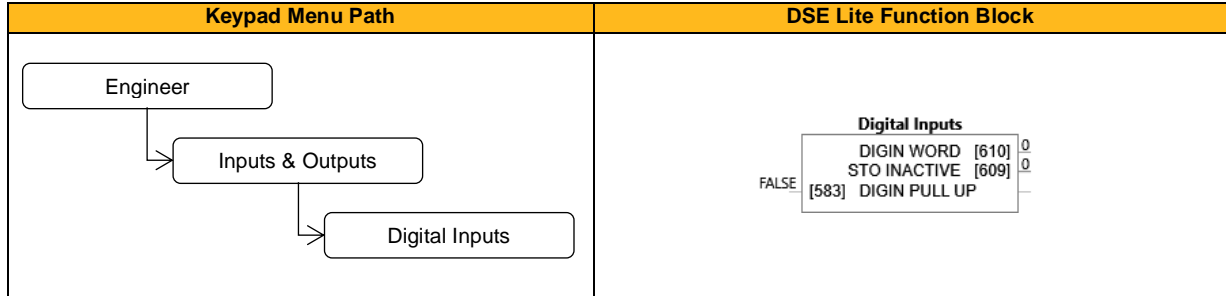 Keypad Menu Path
DSE Lite Function Block
Engineer
Inputs & Outputs
Digital Inputs
Digital Inputs
DIGIN WORD [610] 0
STO INACTIVE [609] 0
FALSE [583] DIGIN PULL UP